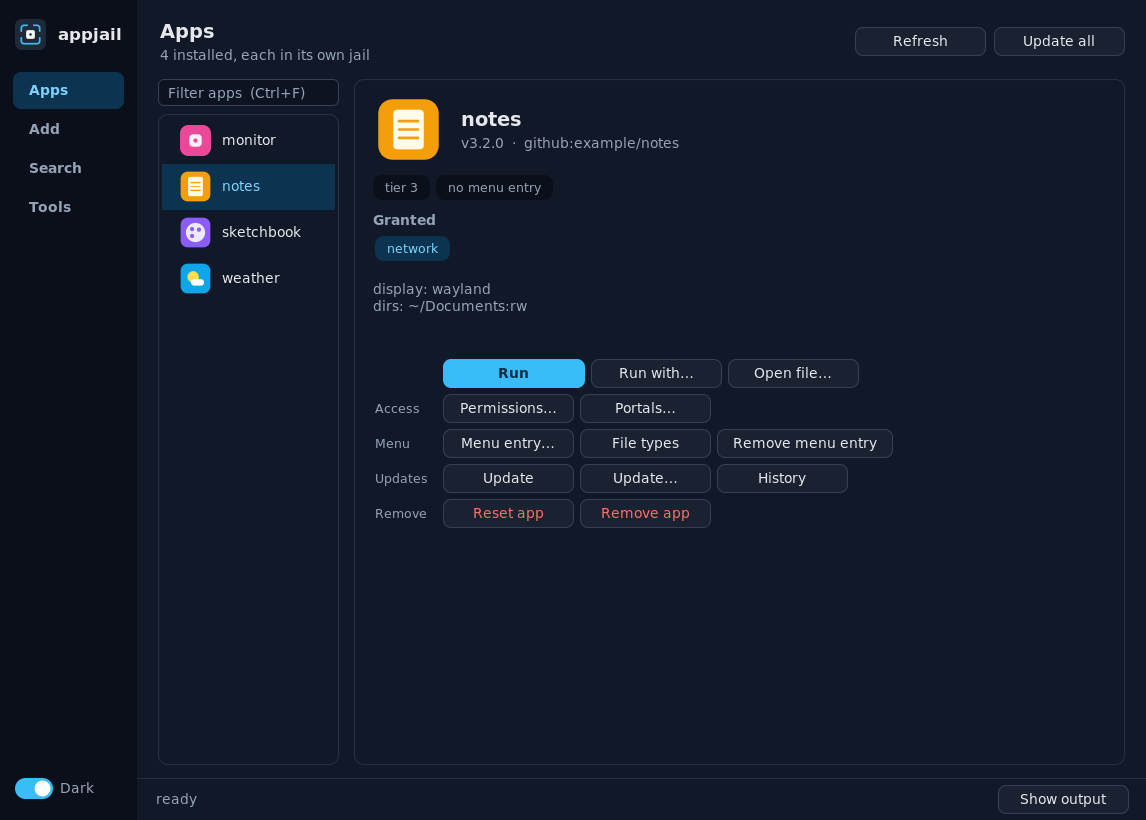 appjail
Apps
Add
Search
Tools
Dark
Apps
4 installed, each in its own jail
Refresh
Update all
Filter apps (Ctrl+F)
monitor
notes
sketchbook
weather
notes
v3.2.0 · github:example/notes
tier 3
no menu entry
Granted
network
display: wayland
dirs: ~/Documents:rw
Run
Run with...
Open file...
Access
Permissions...
Portals...
Menu
Menu entry...
File types
Remove menu entry
Updates
Update
Update...
History
Remove
Reset app
Remove app
ready
Show output